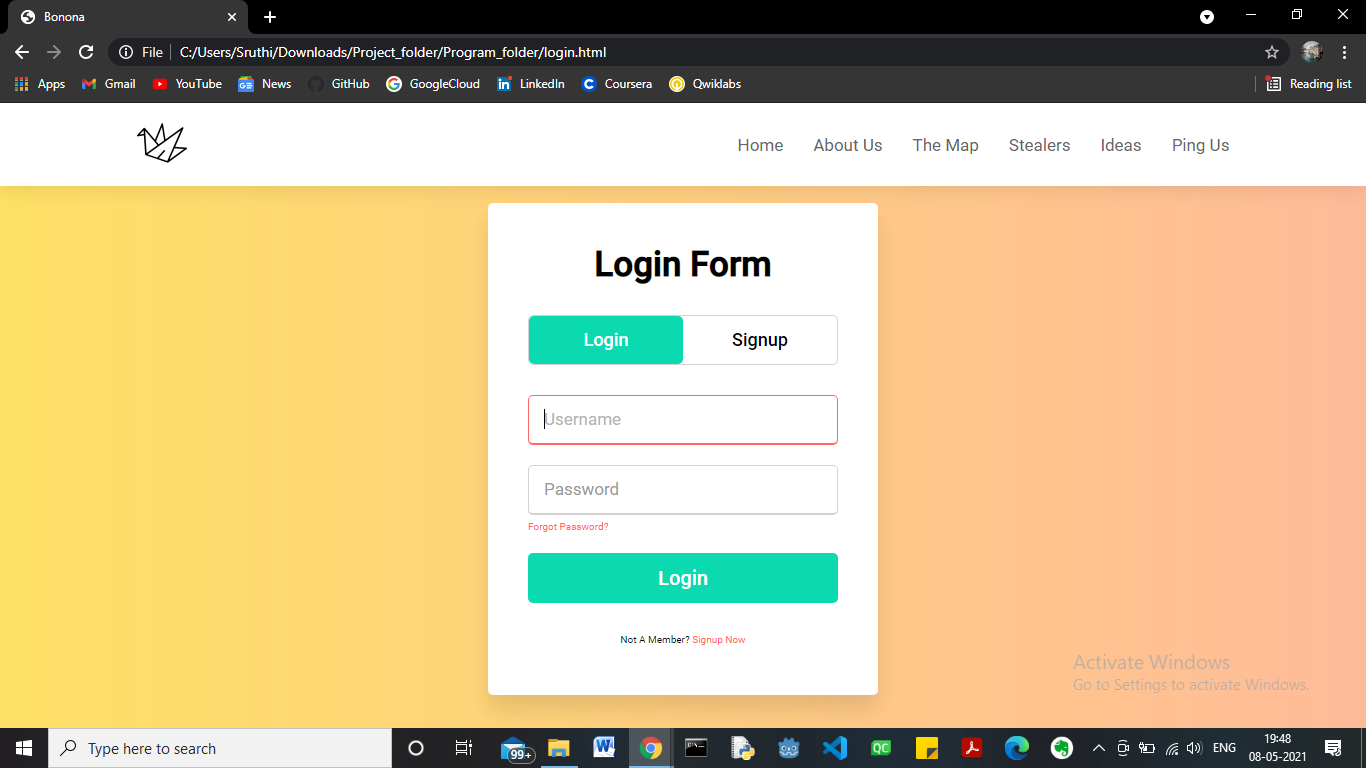 Bonona
File
C:/Users/Sruthi/Downloads/Project_folder/Program_folder/login.html
Apps
Gmail
YouTube
News
GitHub
GoogleCloud
LinkedIn
Coursera
Qwiklabs
Reading list
Home
About Us
The Map
Stealers
Ideas
Ping Us
Login Form
Login
Signup
Username
Password
Forgot Password?
Login
Not A Member? Signup Now
Activate Windows
Go to Settings to activate Windows.
Type here to search
99+
QC
ENG
19:48
08-05-2021